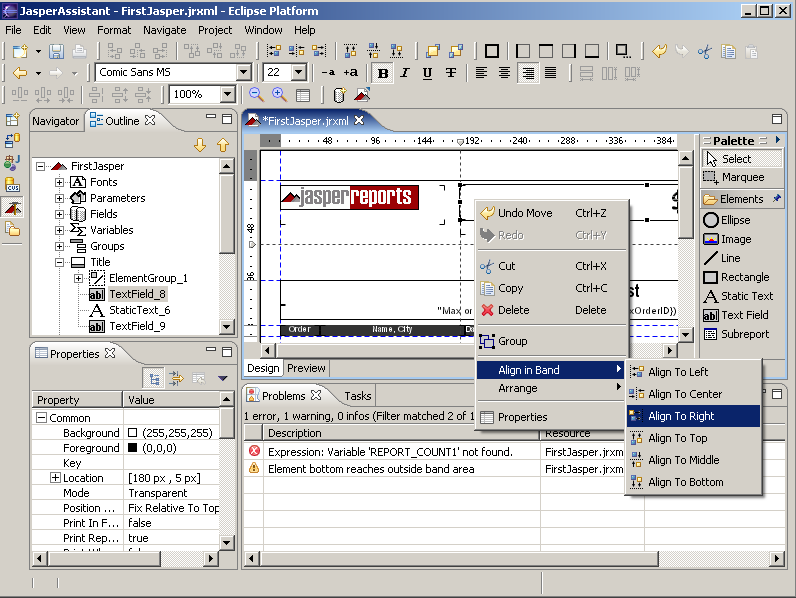 JasperAssistant - FirstJasper.jrxml - Eclipse Platform
File Edit View Format Navigate Project Window Help
Comic Sans MS 22 -a +a B I U T
100%
Navigator Outline
FirstJasper
Fonts
Parameters
Fields
Variables
Groups
Title
ElementGroup_1
TextField_8
StaticText_6
TextField_9
*FirstJasper.jrxml
48 96 144 192 240 288 336 384
48
96
jasperreports
$
"Max or
xOrderID})
Order Name, City
Design Preview
Undo Move Ctrl+Z
Redo Ctrl+Y
Cut Ctrl+X
Copy Ctrl+C
Delete Delete
Group
Align in Band
Arrange
Properties
Align To Left
Align To Center
Align To Right
Align To Top
Align To Middle
Align To Bottom
Palette
Select
Marquee
Elements
Ellipse
Image
Line
Rectangle
Static Text
Text Field
Subreport
Properties
Property Value
Common
Background (255,255,255)
Foreground (0,0,0)
Key
Location [180 px , 5 px]
Mode Transparent
Position ... Fix Relative To Top
Print In F... false
Print Rep... true
Problems Tasks
1 error, 1 warning, 0 infos (Filter matched 2 of
Description Resource
Expression: Variable 'REPORT_COUNT1' not found. FirstJasper.jrxm
Element bottom reaches outside band area FirstJasper.jrxm